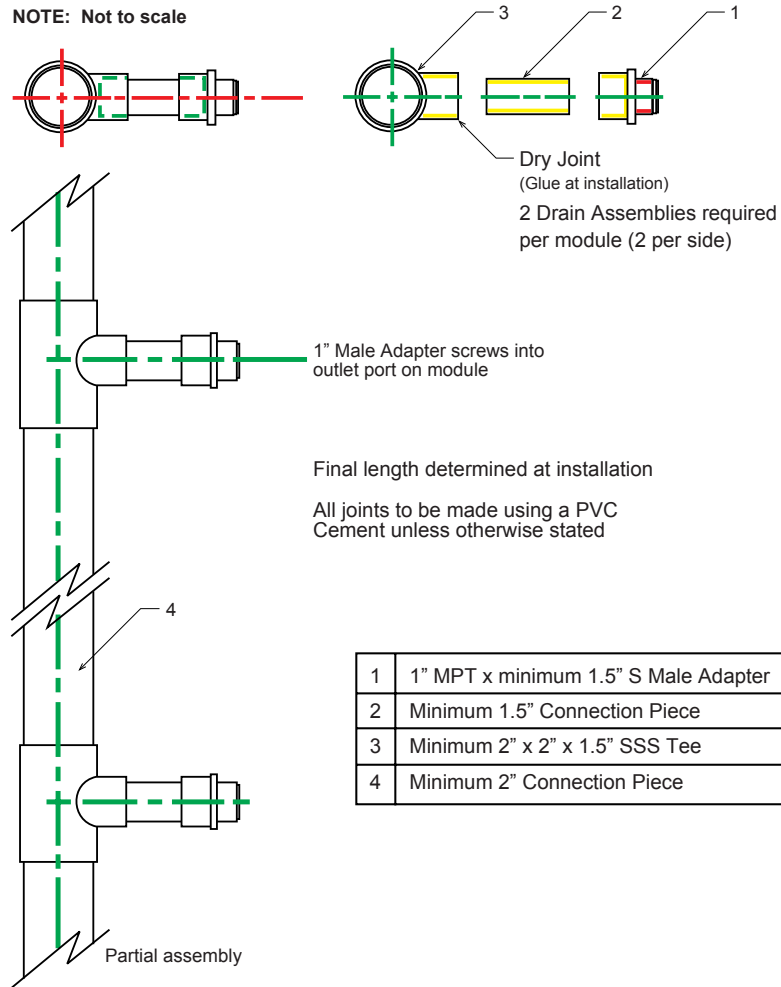 NOTE: Not to scale
3
2
1
Dry Joint
(Glue at installation)
2 Drain Assemblies required
per module (2 per side)
1” Male Adapter screws into
outlet port on module
Final length determined at installation
All joints to be made using a PVC
Cement unless otherwise stated
4
1 1” MPT x minimum 1.5” S Male Adapter
2 Minimum 1.5” Connection Piece
3 Minimum 2” x 2” x 1.5” SSS Tee
4 Minimum 2” Connection Piece
Partial assembly